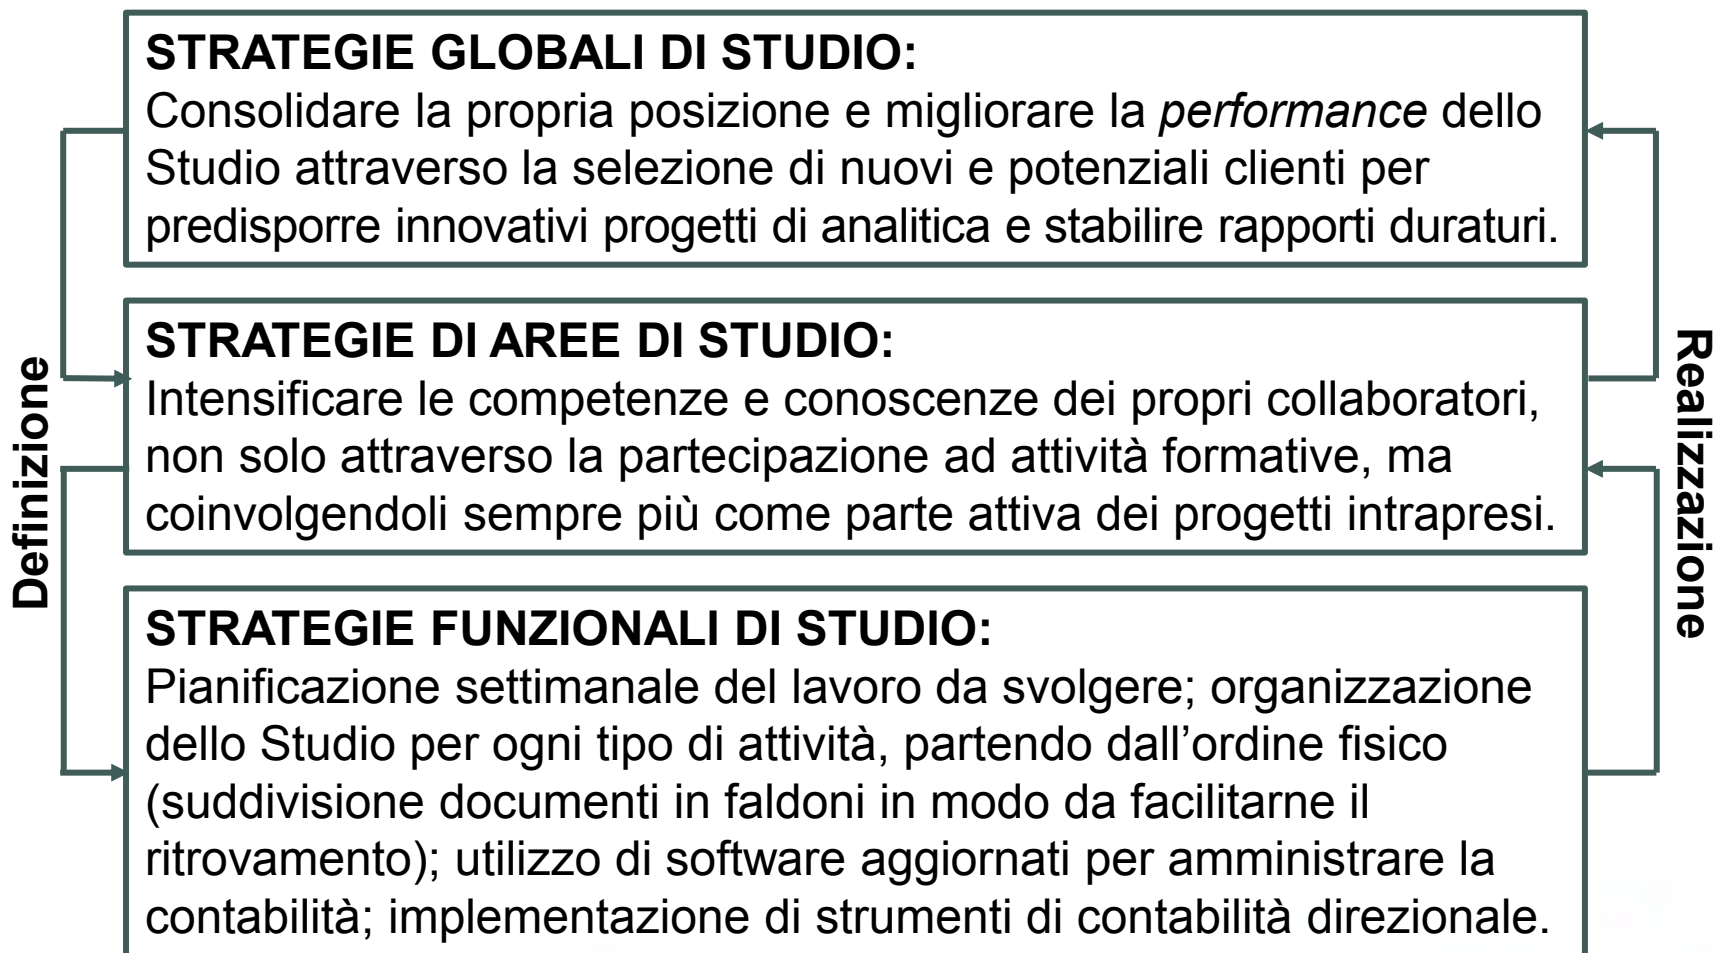 STRATEGIE GLOBALI DI STUDIO:
Consolidare la propria posizione e migliorare la performance dello
Studio attraverso la selezione di nuovi e potenziali clienti per
predisporre innovativi progetti di analitica e stabilire rapporti duraturi.
Definizione
STRATEGIE DI AREE DI STUDIO:
Intensificare le competenze e conoscenze dei propri collaboratori,
non solo attraverso la partecipazione ad attività formative, ma
coinvolgendoli sempre più come parte attiva dei progetti intrapresi.
Realizzazione
STRATEGIE FUNZIONALI DI STUDIO:
Pianificazione settimanale del lavoro da svolgere; organizzazione
dello Studio per ogni tipo di attività, partendo dall’ordine fisico
(suddivisione documenti in faldoni in modo da facilitarne il
ritrovamento); utilizzo di software aggiornati per amministrare la
contabilità; implementazione di strumenti di contabilità direzionale.